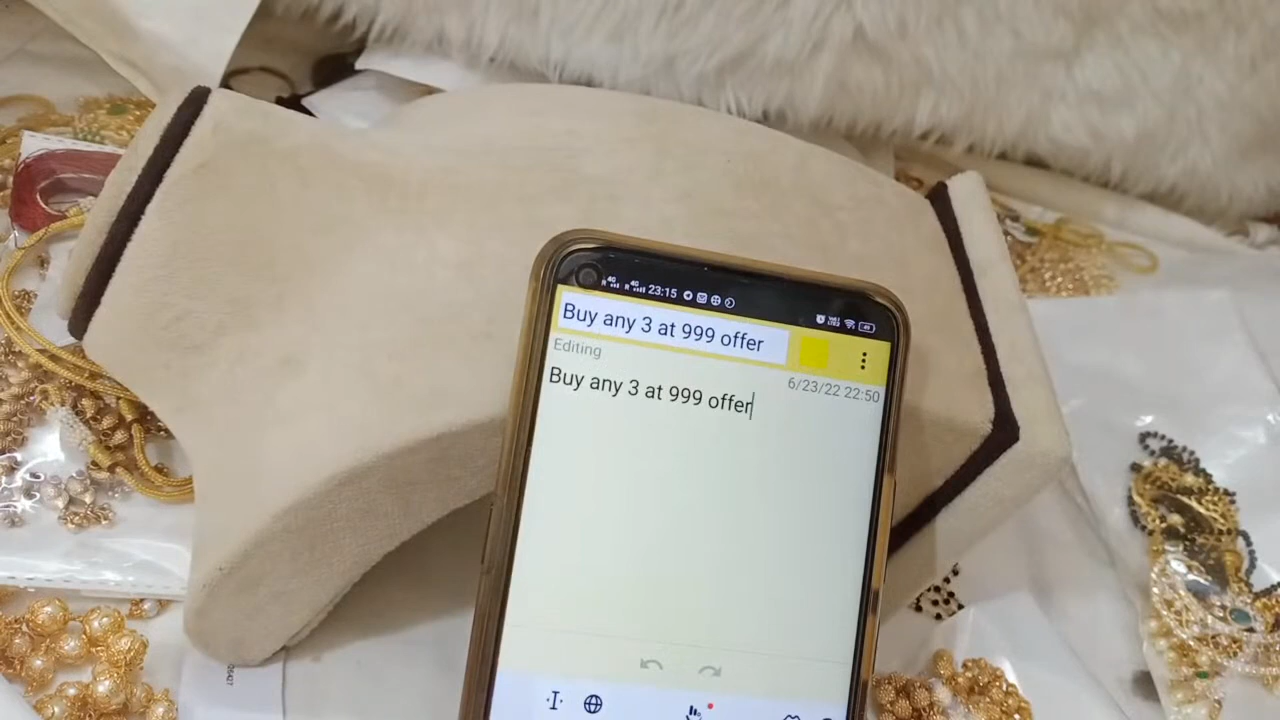 23:15
Buy any 3 at 999 offer
Editing
6/23/22 22:50
Buy any 3 at 999 offer